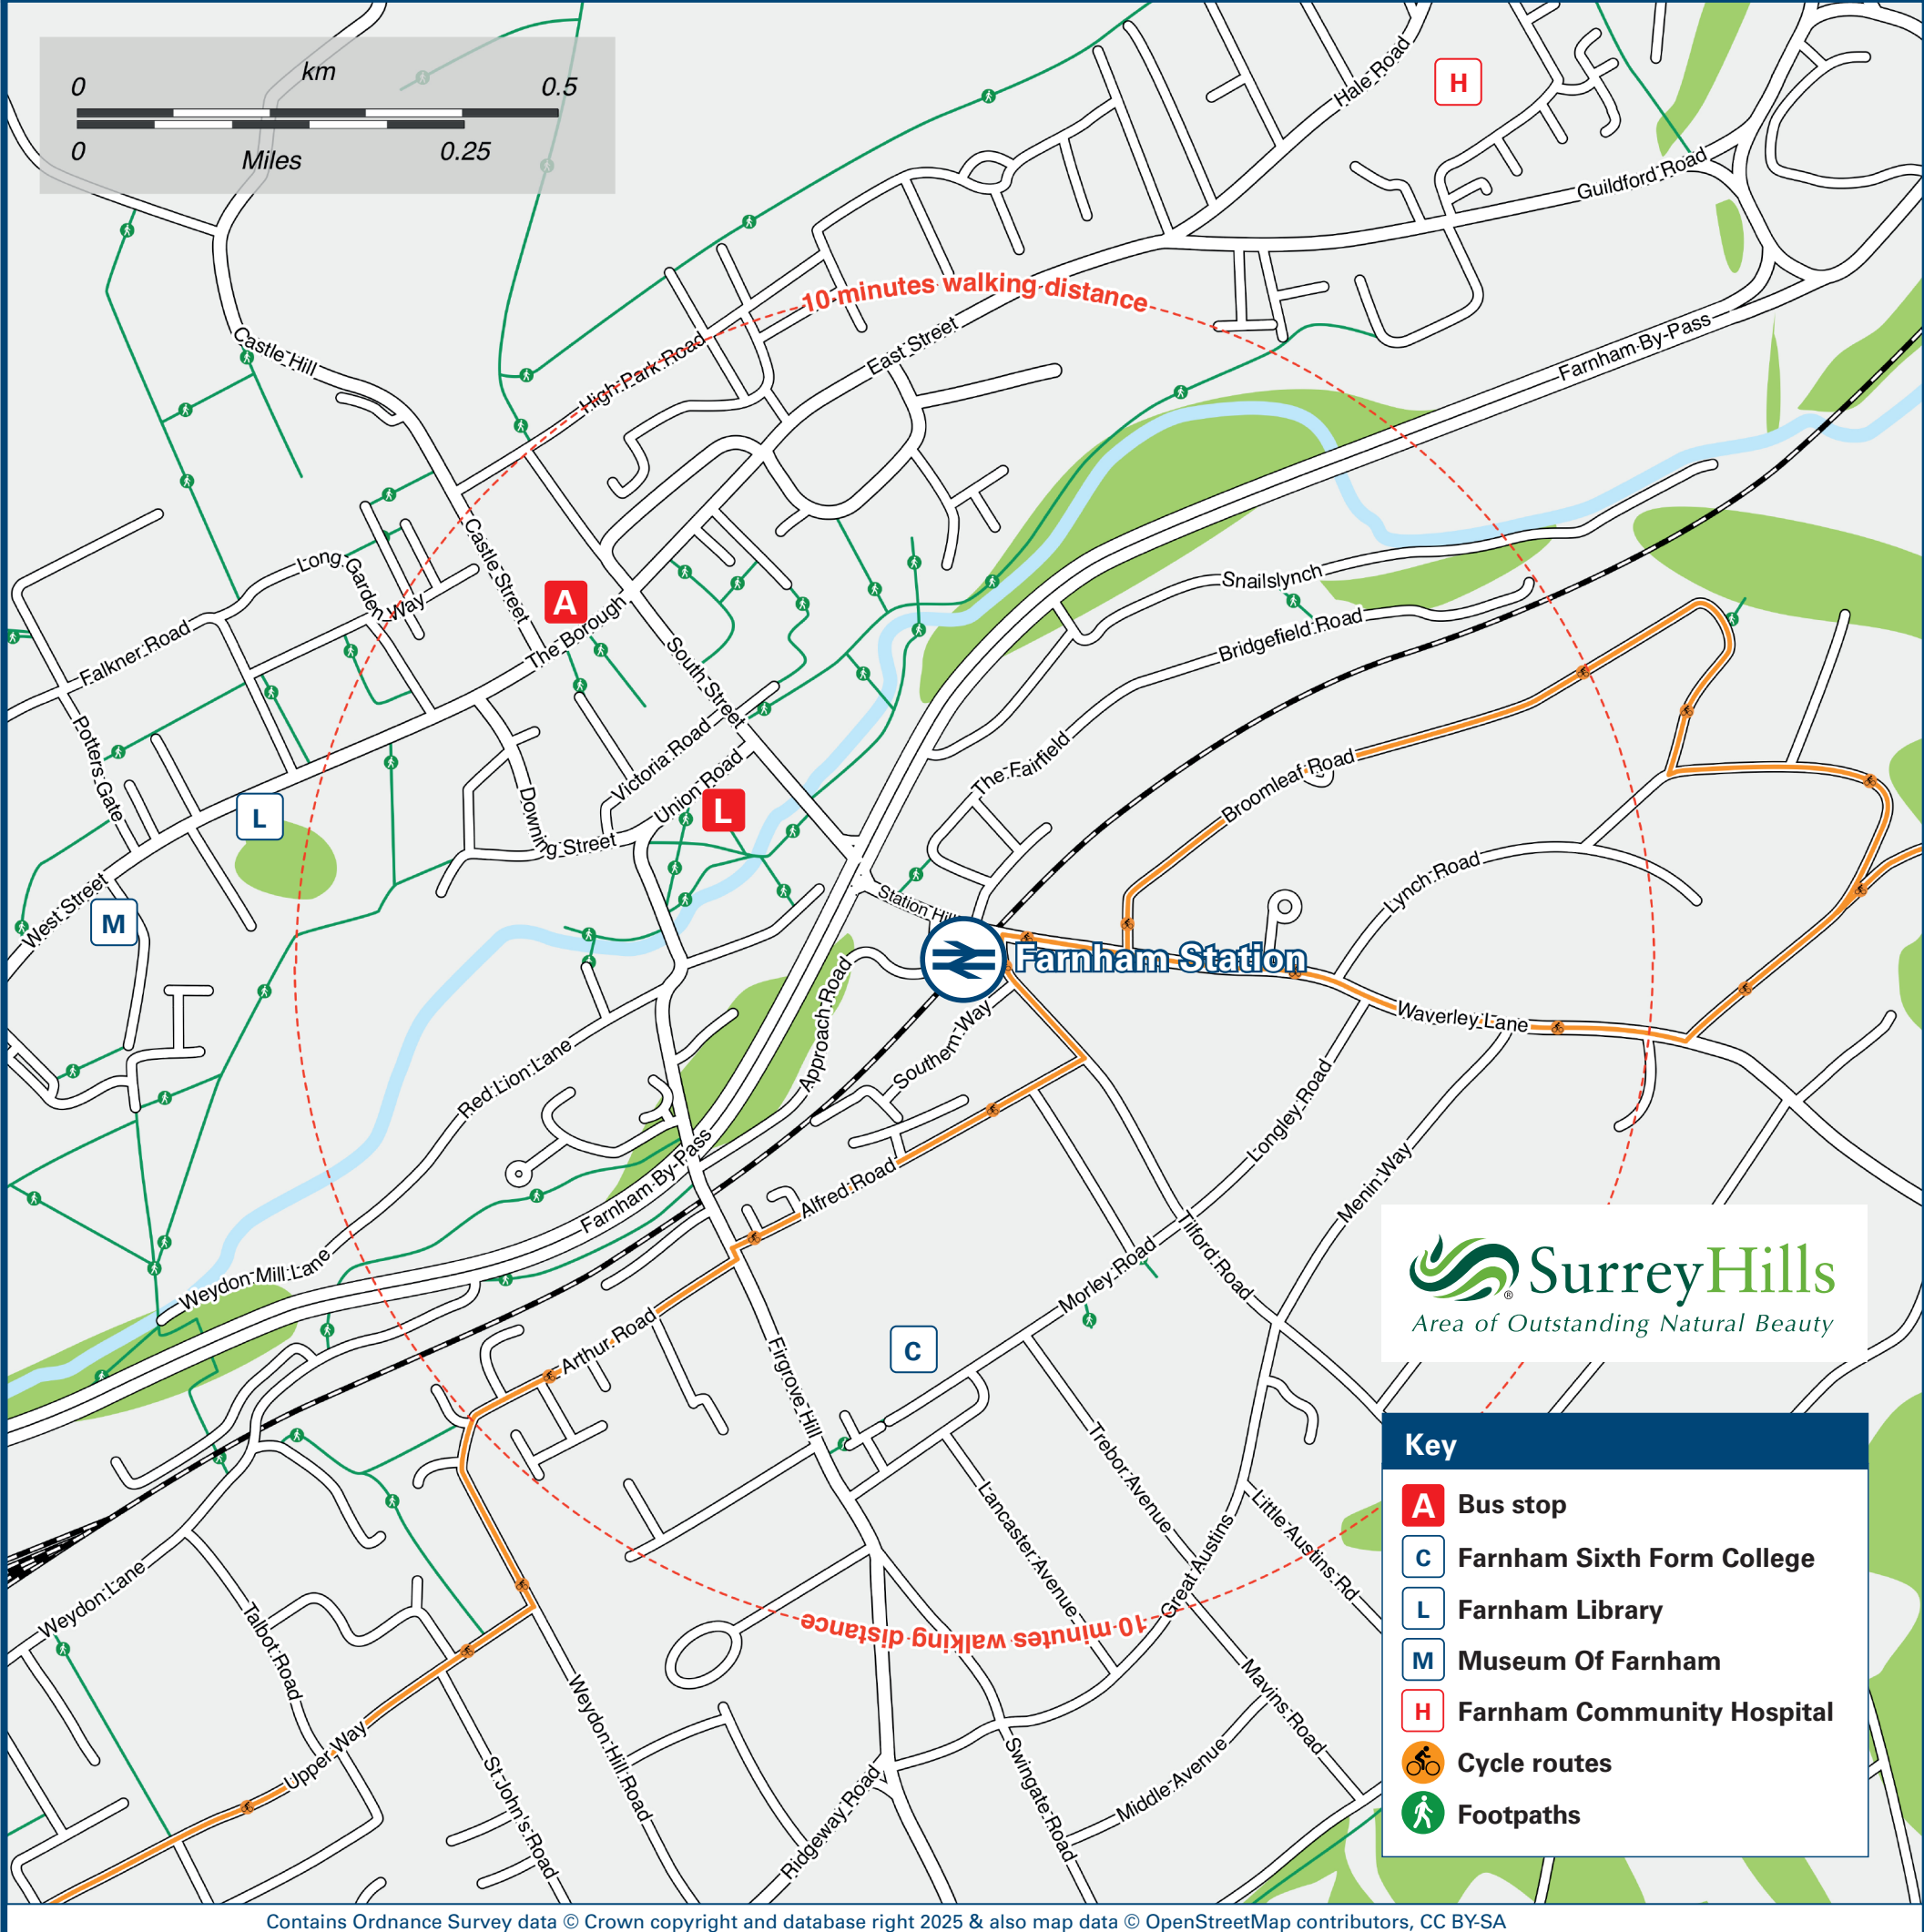 km
0 0.5
0 0.25
Miles
Hale Road
H
Guildford Road
10 minutes walking distance
Castle Hill
High Park Road
East Street
Farnham By-Pass
Long Garden Way
Castle Street
A
The Borough
Falkner Road
Snailslynch
Bridgefield Road
South Street
Potters Gate
Victoria Road
The Fairfield
Union Road
Broomleaf Road
L
L
Downing Street
West Street
M
Station Hill
Lynch Road
Farnham Station
Approach Road
Southern Way
Waverley Lane
Red Lion Lane
Longley Road
Farnham By-Pass
Alfred Road
Menin Way
Tilford Road
Weydon Mill Lane
Morley Road
SurreyHills
®
Area of Outstanding Natural Beauty
Arthur Road
Firgrove Hill
C
Trebor Avenue
Lancaster Avenue
Great Austins
Little Austins Rd
Weydon Lane
Talbot Road
10 minutes walking distance
Weydon Hill Road
Mavins Road
Upper Way
St John's Road
Ridgeway Road
Swingate Road
Middle Avenue
Key
A Bus stop
C Farnham Sixth Form College
L Farnham Library
M Museum Of Farnham
H Farnham Community Hospital
Cycle routes
Footpaths
Contains Ordnance Survey data © Crown copyright and database right 2025 & also map data © OpenStreetMap contributors, CC BY-SA